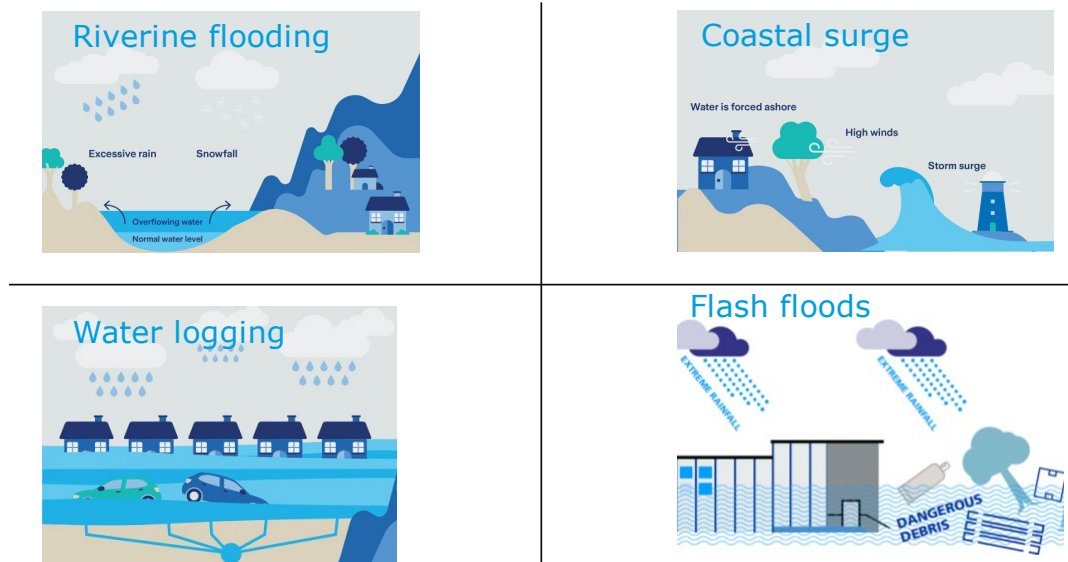 Riverine flooding
Excessive rain
Snowfall
Overflowing water
Normal water level
Coastal surge
Water is forced ashore
High winds
Storm surge
Water logging
Flash floods
EXTREME RAINFALL
EXTREME RAINFALL
DANGEROUS
DEBRIS